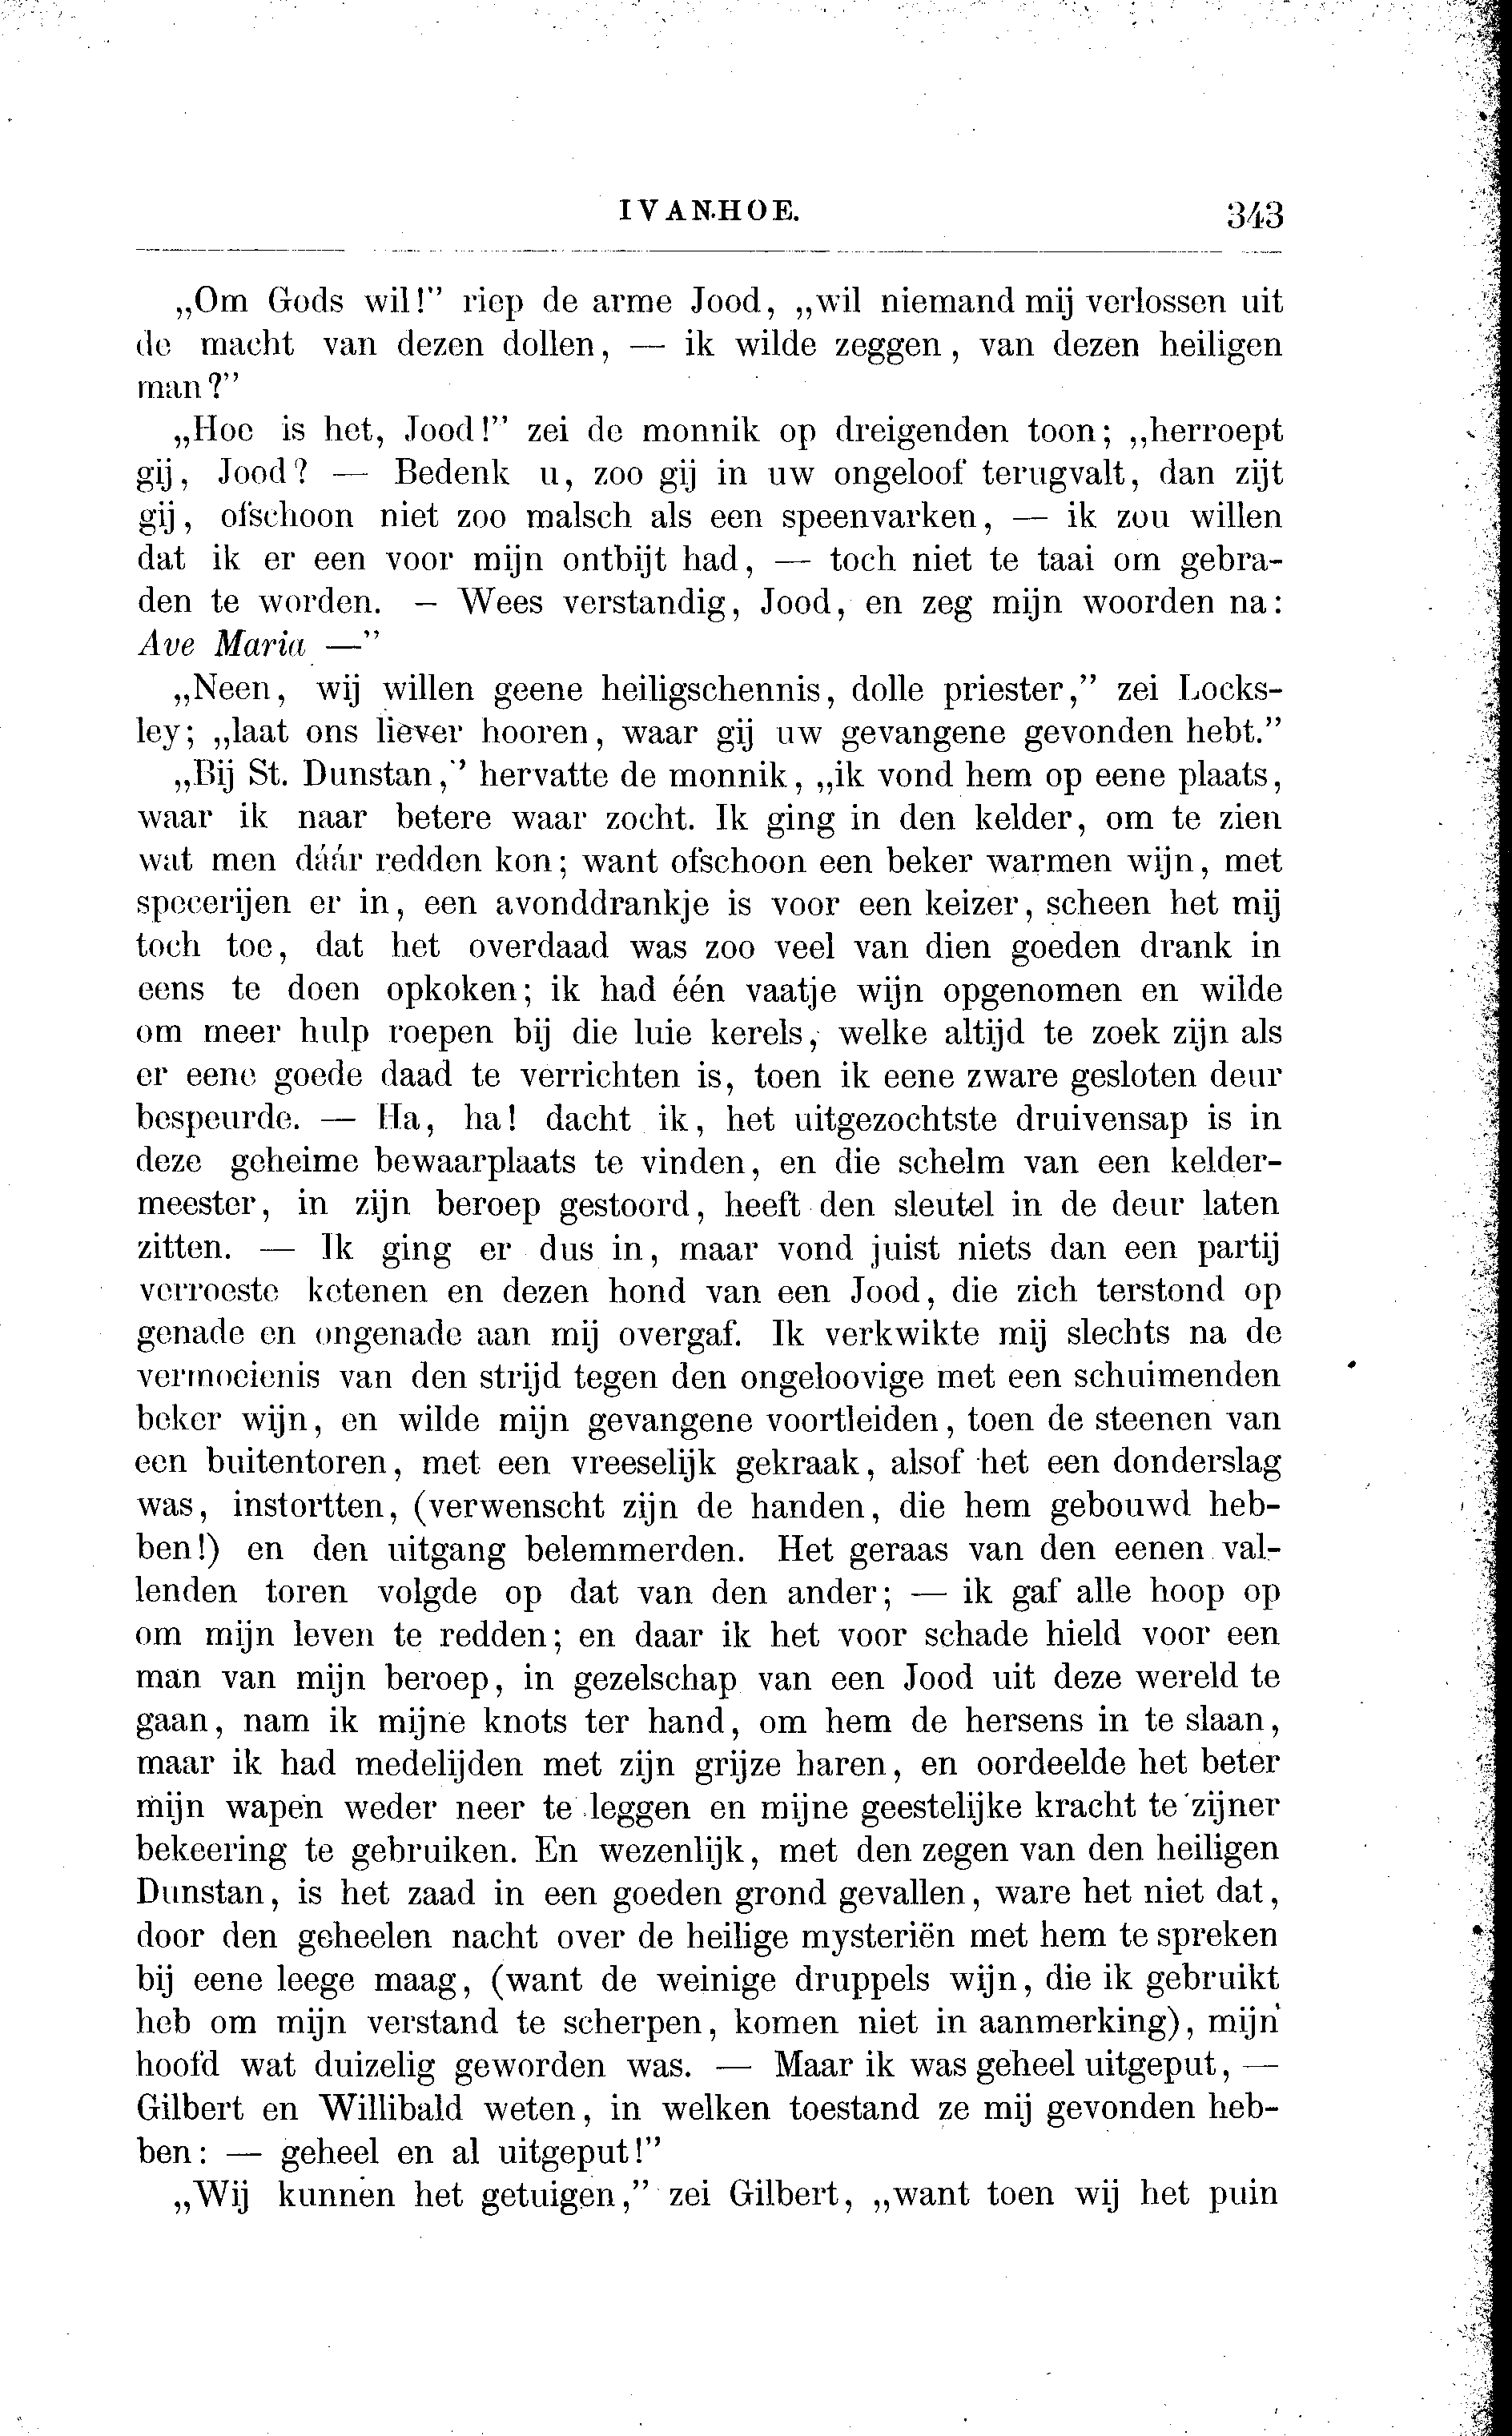 IVANHOE. 343
„Om Gods wil!” riep de arme Jood, „wil niemand mij verlossen uit
de macht van dezen dollen, — ik wilde zeggen, van dezen heiligen
man?”
„Hoe is het, Jood!” zei de monnik op dreigenden toon; „herroept
gij, Jood? — Bedenk u, zoo gij in uw ongeloof terugvalt, dan zijt
gij, ofschoon niet zoo malsch als een speenvarken, — ik zou willen
dat ik er een voor mijn ontbijt had, — toch niet te taai om gebra-
den te worden. — Wees verstandig, Jood, en zeg mijn woorden na:
Ave Maria —”
„Neen, wij willen geene heiligschennis, dolle priester,” zei Locks-
ley; „laat ons liever hooren, waar gij uw gevangene gevonden hebt.”
„Bij St. Dunstan,” hervatte de monnik, „ik vond hem op eene plaats,
waar ik naar betere waar zocht. Ik ging in den kelder, om te zien
wat men dáár redden kon; want ofschoon een beker warmen wijn, met
specerijen er in, een avonddrankje is voor een keizer, scheen het mij
toch toe, dat het overdaad was zoo veel van dien goeden drank in
eens te doen opkoken; ik had één vaatje wijn opgenomen en wilde
om meer hulp roepen bij die luie kerels, welke altijd te zoek zijn als
er eene goede daad te verrichten is, toen ik eene zware gesloten deur
bespeurde. — Ha, ha! dacht ik, het uitgezochtste druivensap is in
deze geheime bewaarplaats te vinden, en die schelm van een kelder-
meester, in zijn beroep gestoord, heeft den sleutel in de deur laten
zitten. — Ik ging er dus in, maar vond juist niets dan een partij
verroeste ketenen en dezen hond van een Jood, die zich terstond op
genade en ongenade aan mij overgaf. Ik verkwikte mij slechts na de
vermoeienis van den strijd tegen den ongeloovige met een schuimenden
beker wijn, en wilde mijn gevangene voortleiden, toen de steenen van
een buitentoren, met een vreeselijk gekraak, alsof het een donderslag
was, instortten, (verwenscht zijn de handen, die hem gebouwd heb-
ben!) en den uitgang belemmerden. Het geraas van den eenen val-
lenden toren volgde op dat van den ander; — ik gaf alle hoop op
om mijn leven te redden; en daar ik het voor schade hield voor een
man van mijn beroep, in gezelschap van een Jood uit deze wereld te
gaan, nam ik mijne knots ter hand, om hem de hersens in te slaan,
maar ik had medelijden met zijn grijze haren, en oordeelde het beter
mijn wapen weder neer te leggen en mijne geestelijke kracht te zijner
bekeering te gebruiken. En wezenlijk, met den zegen van den heiligen
Dunstan, is het zaad in een goeden grond gevallen, ware het niet dat,
door den geheelen nacht over de heilige mysteriën met hem te spreken
bij eene leege maag, (want de weinige druppels wijn, die ik gebruikt
heb om mijn verstand te scherpen, komen niet in aanmerking), mijn
hoofd wat duizelig geworden was. — Maar ik was geheel uitgeput, —
Gilbert en Willibald weten, in welken toestand ze mij gevonden heb-
ben: — geheel en al uitgeput!”
„Wij kunnen het getuigen,” zei Gilbert, „want toen wij het puin